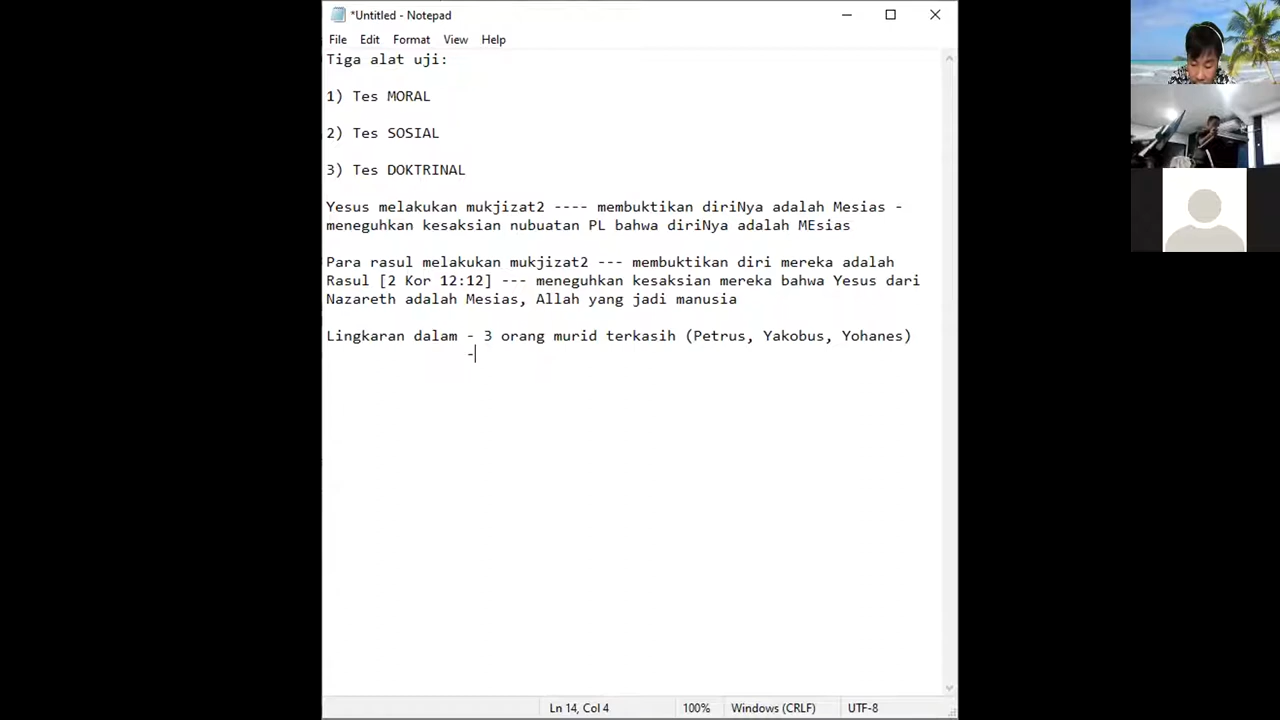 *Untitled - Notepad
File Edit Format View Help
Tiga alat uji:
1) Tes MORAL
2) Tes SOSIAL
3) Tes DOKTRINAL
Yesus melakukan mukjizat2 ---- membuktikan diriNya adalah Mesias -
meneguhkan kesaksian nubuatan PL bahwa diriNya adalah MEsias
Para rasul melakukan mukjizat2 --- membuktikan diri mereka adalah
Rasul [2 Kor 12:12] --- meneguhkan kesaksian mereka bahwa Yesus dari
Nazareth adalah Mesias, Allah yang jadi manusia
Lingkaran dalam - 3 orang murid terkasih (Petrus, Yakobus, Yohanes)
-
Ln 14, Col 4 100% Windows (CRLF) UTF-8